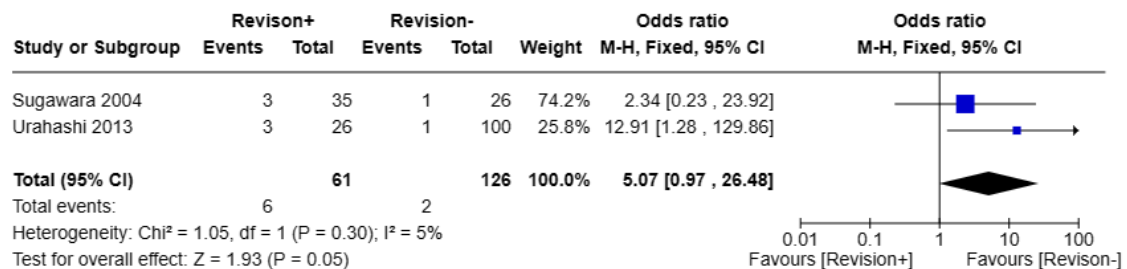 Revison+ Revision- Odds ratio Odds ratio
Study or Subgroup Events Total Events Total Weight M-H, Fixed, 95% CI M-H, Fixed, 95% CI
Sugawara 2004 3 35 1 26 74.2% 2.34 [0.23 , 23.92]
Urahashi 2013 3 26 1 100 25.8% 12.91 [1.28 , 129.86]
Total (95% CI) 61 126 100.0% 5.07 [0.97 , 26.48]
Total events: 6 2
Heterogeneity: Chi² = 1.05, df = 1 (P = 0.30); I² = 5%
Test for overall effect: Z = 1.93 (P = 0.05)
0.01 0.1 1 10 100
Favours [Revision+] Favours [Revison-]